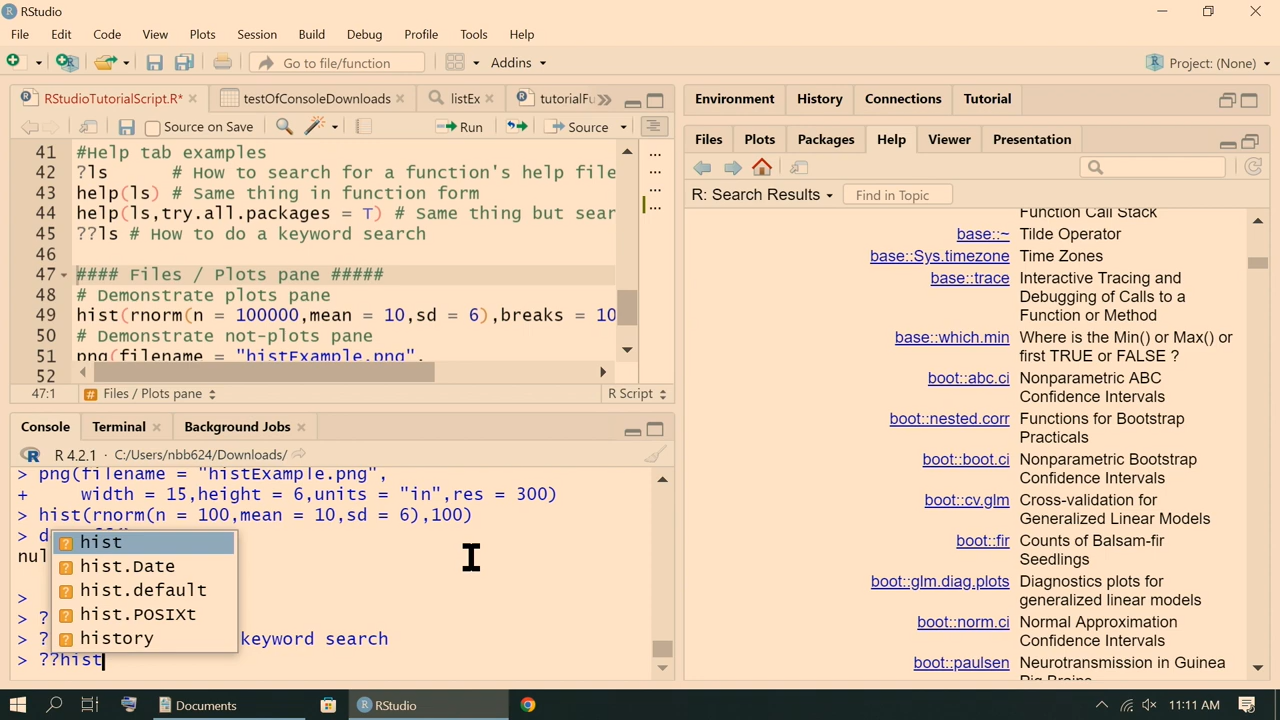 RStudio
File Edit Code View Plots Session Build Debug Profile Tools Help
Go to file/function Addins Project: (None)
RStudioTutorialScript.R* testOfConsoleDownloads listEx tutorialFu
Source on Save Run Source
41 #Help tab examples
42 ?ls # How to search for a function's help file
43 help(ls) # Same thing in function form
44 help(ls,try.all.packages = T) # Same thing but sear
45 ??ls # How to do a keyword search
46
47 #### Files / Plots pane #####
48 # Demonstrate plots pane
49 hist(rnorm(n = 100000,mean = 10,sd = 6),breaks = 10
50 # Demonstrate not-plots pane
51 png(filename = "histExample.png",
52
47:1 Files / Plots pane R Script
Console Terminal Background Jobs
R 4.2.1 · C:/Users/nbb624/Downloads/
> png(filename = "histExample.png",
+ width = 15,height = 6,units = "in",res = 300)
> hist(rnorm(n = 100,mean = 10,sd = 6),100)
> d
nul
>
> ?
> ? keyword search
> ??hist
hist
hist.Date
hist.default
hist.POSIXt
history
Environment History Connections Tutorial
Files Plots Packages Help Viewer Presentation
R: Search Results Find in Topic
Function Call Stack
base::~ Tilde Operator
base::Sys.timezone Time Zones
base::trace Interactive Tracing and
Debugging of Calls to a
Function or Method
base::which.min Where is the Min() or Max() or
first TRUE or FALSE ?
boot::abc.ci Nonparametric ABC
Confidence Intervals
boot::nested.corr Functions for Bootstrap
Practicals
boot::boot.ci Nonparametric Bootstrap
Confidence Intervals
boot::cv.glm Cross-validation for
Generalized Linear Models
boot::fir Counts of Balsam-fir
Seedlings
boot::glm.diag.plots Diagnostics plots for
generalized linear models
boot::norm.ci Normal Approximation
Confidence Intervals
boot::paulsen Neurotransmission in Guinea
Pig Brains
Documents RStudio 11:11 AM